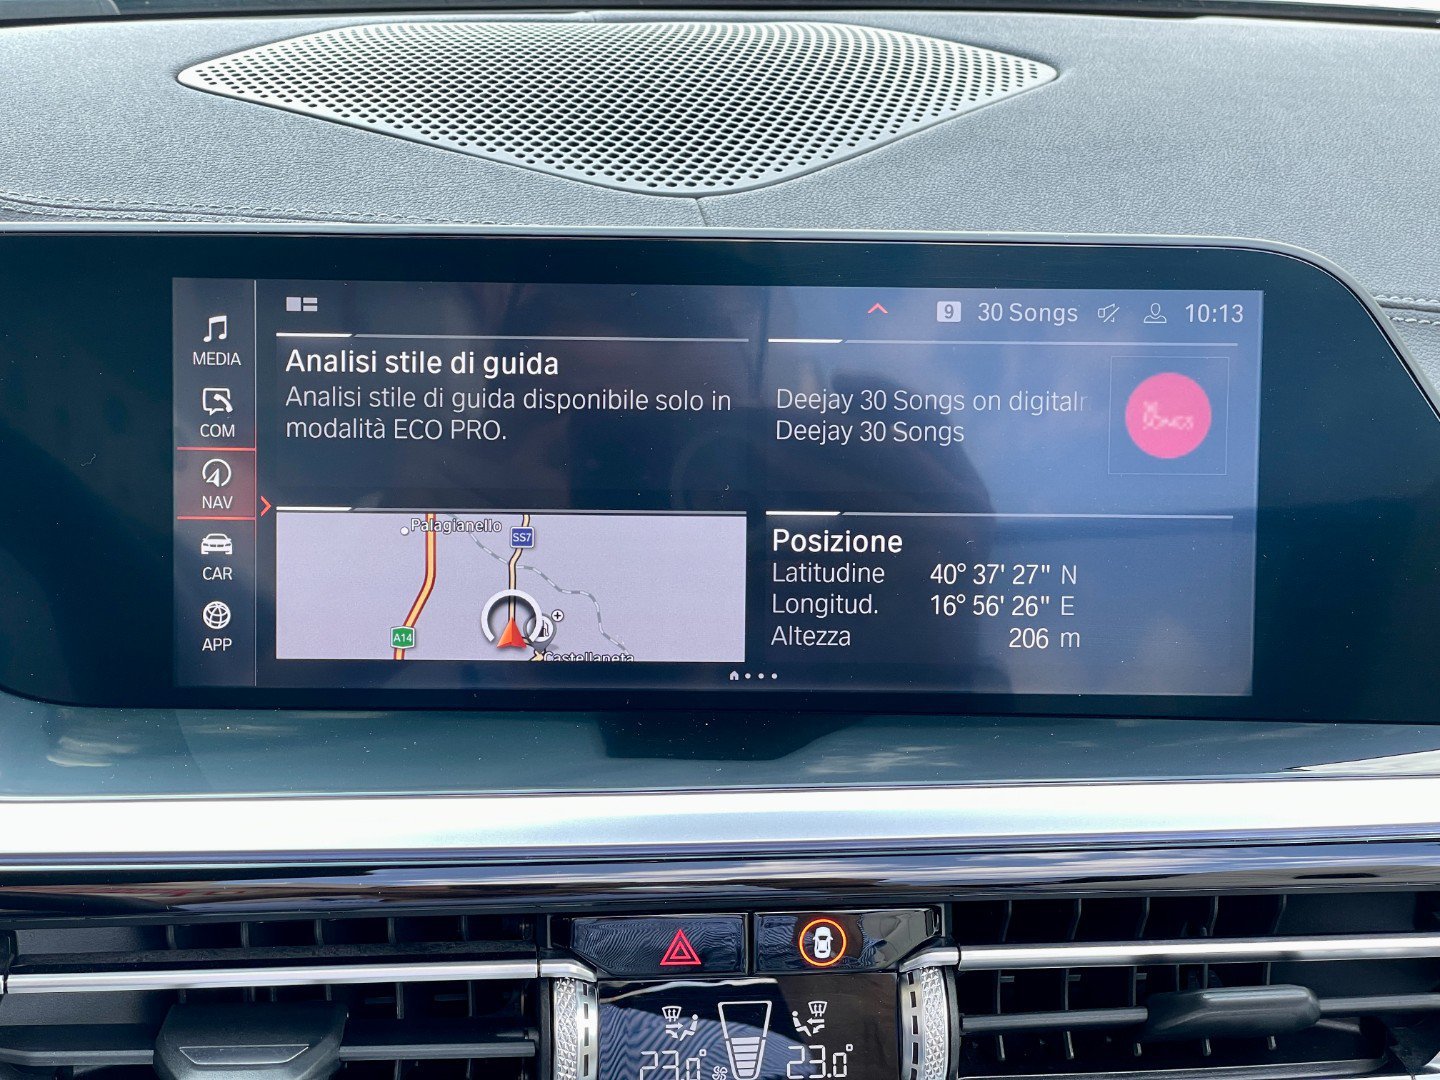 9 30 Songs 10:13
MEDIA
COM
NAV
CAR
APP
Analisi stile di guida
Analisi stile di guida disponibile solo in
modalità ECO PRO.
Deejay 30 Songs on digitalr
Deejay 30 Songs
30
SONGS
Palagianello
SS7
A14
Castellaneta
Posizione
Latitudine 40° 37' 27" N
Longitud. 16° 56' 26" E
Altezza 206 m
23.0° 23.0°